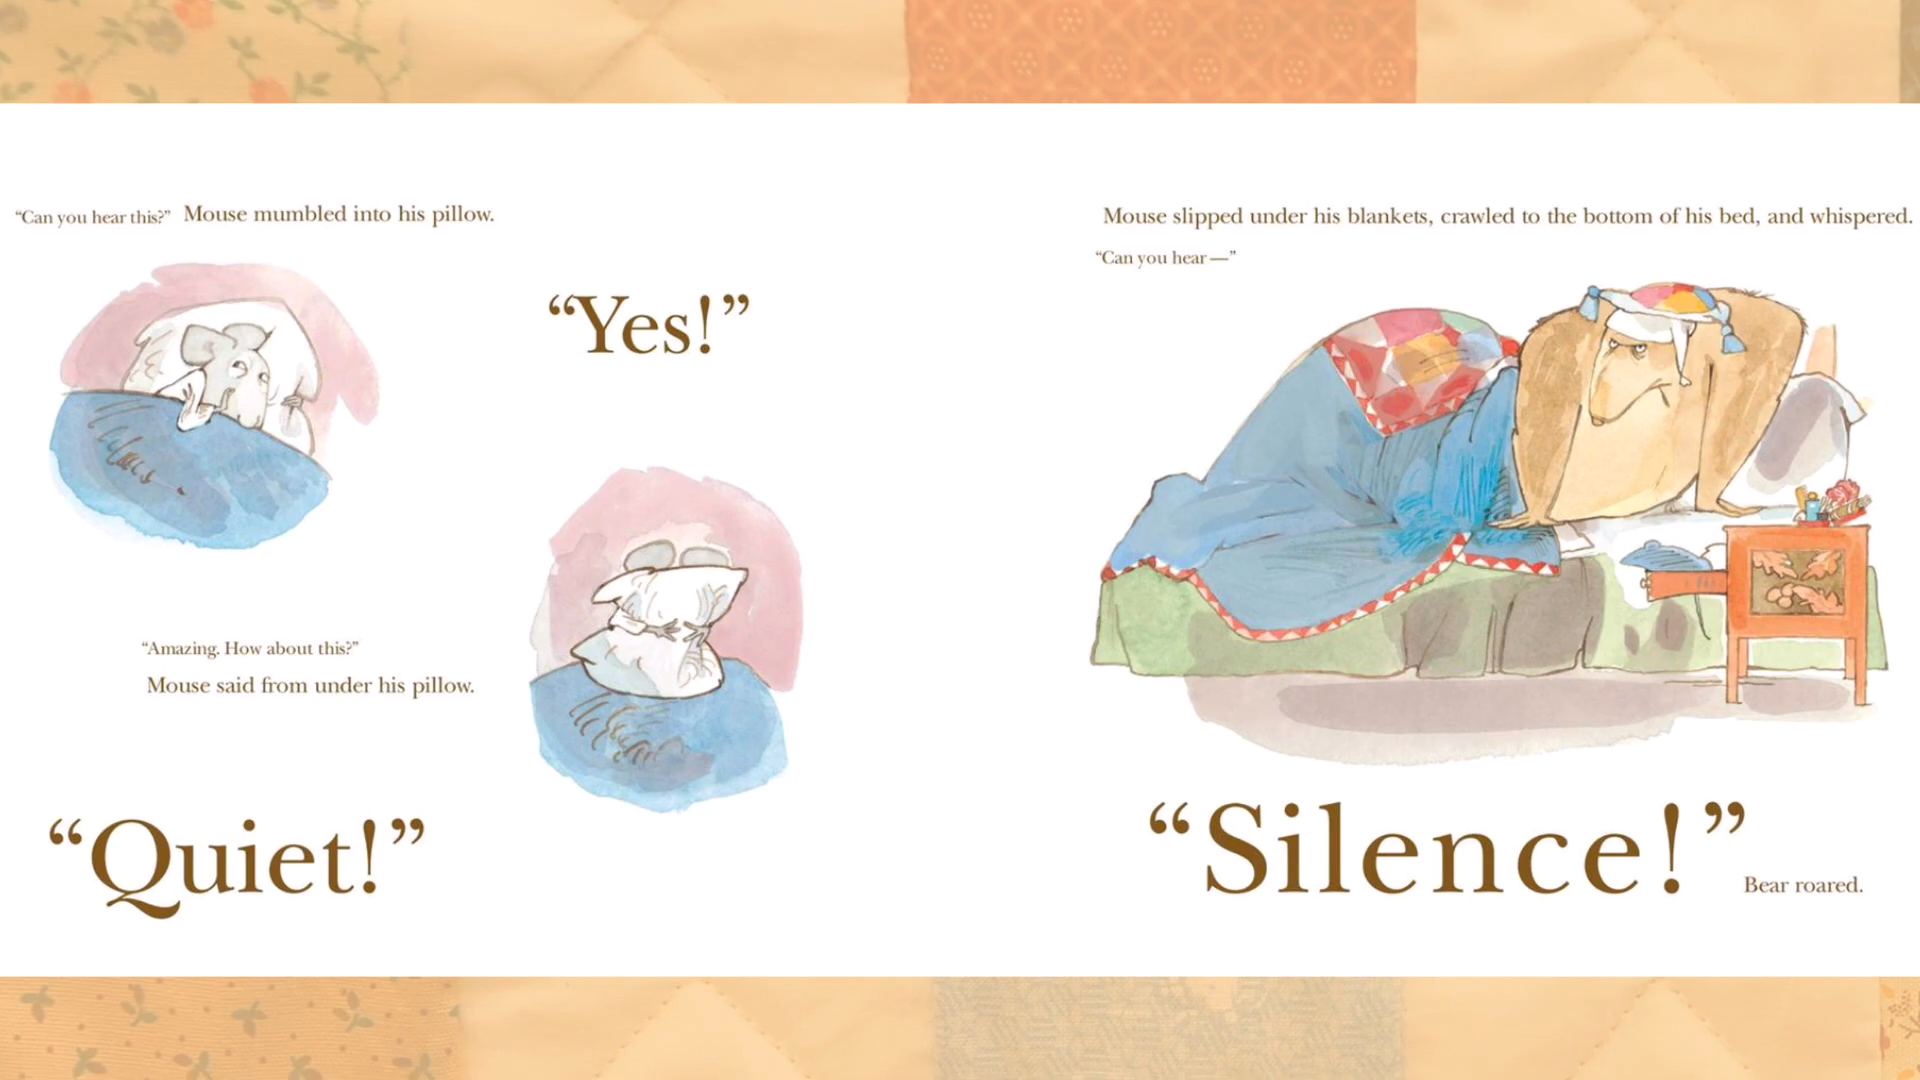 “Can you hear this?” Mouse mumbled into his pillow.
“Yes!”
“Amazing. How about this?”
Mouse said from under his pillow.
“Quiet!”
Mouse slipped under his blankets, crawled to the bottom of his bed, and whispered.
“Can you hear—”
“Silence!” Bear roared.